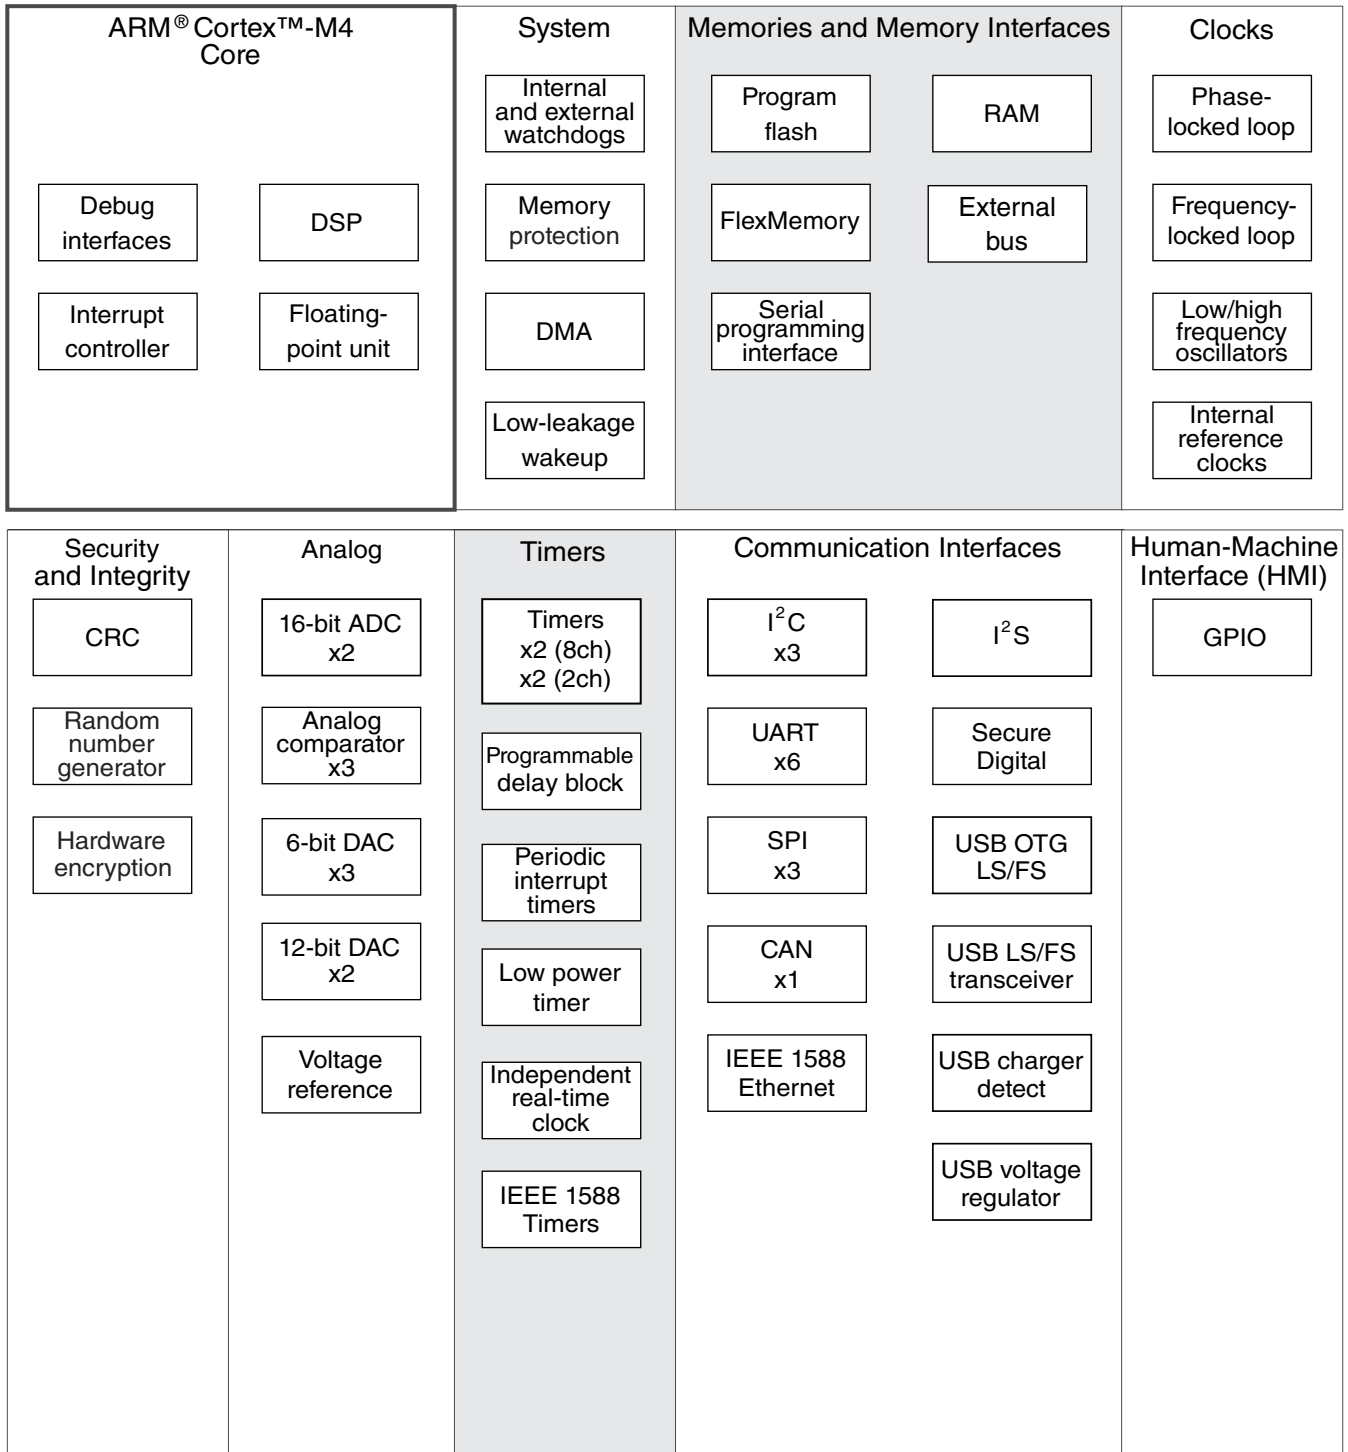 ARM® Cortex™-M4
Core
Debug
interfaces
DSP
Interrupt
controller
Floating-
point unit
System
Internal
and external
watchdogs
Memory
protection
DMA
Low-leakage
wakeup
Memories and Memory Interfaces
Program
flash
RAM
FlexMemory
External
bus
Serial
programming
interface
Clocks
Phase-
locked loop
Frequency-
locked loop
Low/high
frequency
oscillators
Internal
reference
clocks
Security
and Integrity
CRC
Random
number
generator
Hardware
encryption
Analog
16-bit ADC
x2
Analog
comparator
x3
6-bit DAC
x3
12-bit DAC
x2
Voltage
reference
Timers
Timers
x2 (8ch)
x2 (2ch)
Programmable
delay block
Periodic
interrupt
timers
Low power
timer
Independent
real-time
clock
IEEE 1588
Timers
Communication Interfaces
I²C
x3
I²S
UART
x6
Secure
Digital
SPI
x3
USB OTG
LS/FS
CAN
x1
USB LS/FS
transceiver
IEEE 1588
Ethernet
USB charger
detect
USB voltage
regulator
Human-Machine
Interface (HMI)
GPIO